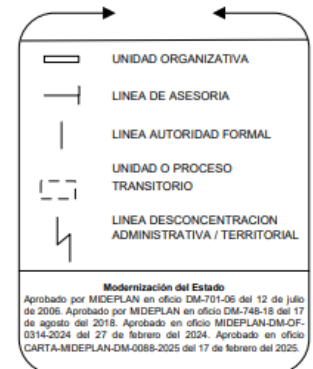 UNIDAD ORGANIZATIVA
LINEA DE ASESORIA
LINEA AUTORIDAD FORMAL
UNIDAD O PROCESO
TRANSITORIO
LINEA DESCONCENTRACION
ADMINISTRATIVA / TERRITORIAL
Modernización del Estado
Aprobado por MIDEPLAN en oficio DM-701-06 del 12 de julio
de 2006. Aprobado por MIDEPLAN en oficio DM-748-18 del 17
de agosto del 2018. Aprobado en oficio MIDEPLAN-DM-OF-
0314-2024 del 27 de febrero del 2024. Aprobado en oficio
CARTA-MIDEPLAN-DM-0088-2025 del 17 de febrero del 2025.